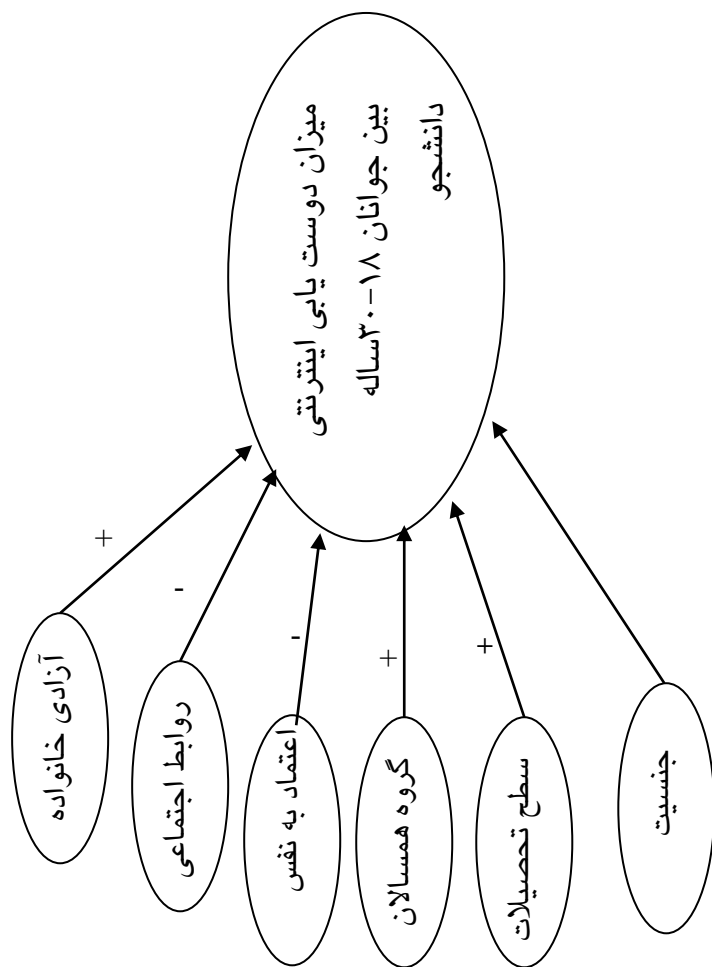 میزان دوست یابی اینترنتی
بین جوانان ۱۸-۳۰ساله
دانشجو
+
-
-
+
+
آزادی خانواده
روابط اجتماعی
اعتماد به نفس
گروه همسالان
سطح تحصیلات
جنسیت